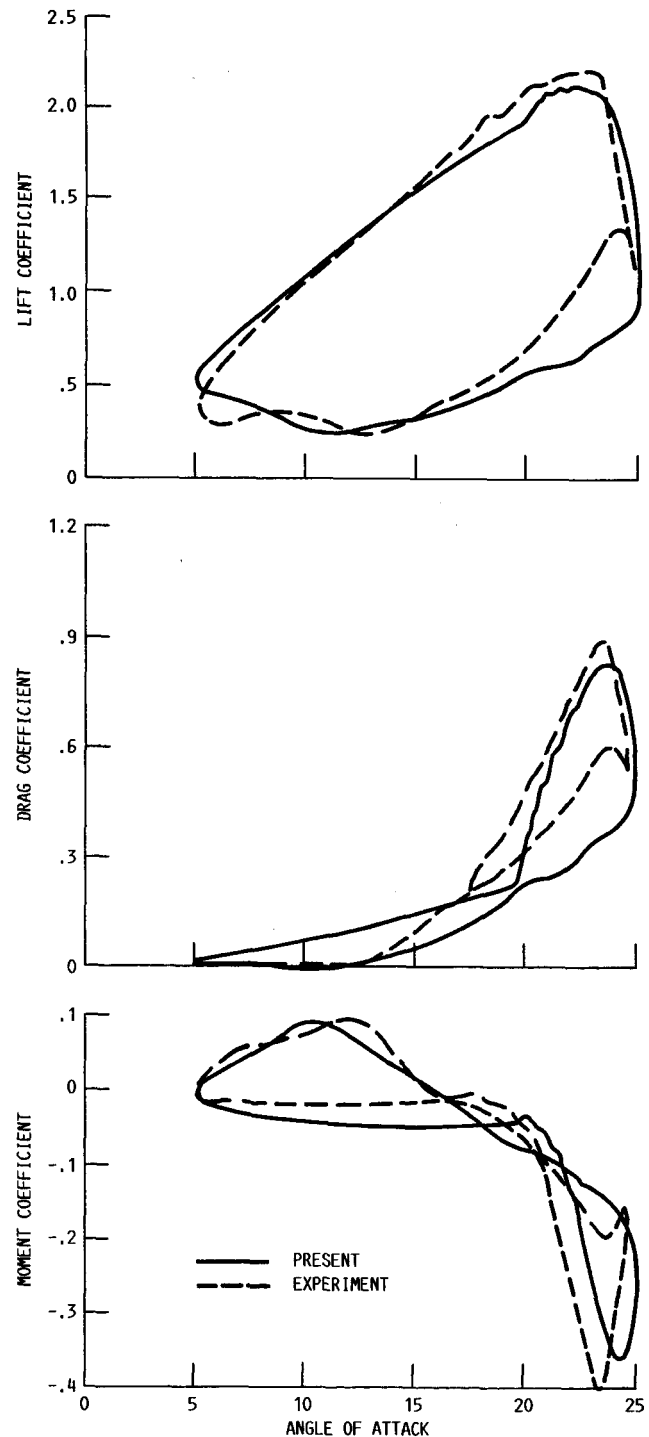 2.5
2.0
1.5
1.0
.5
0
LIFT COEFFICIENT
1.2
.9
.6
.3
0
DRAG COEFFICIENT
.1
0
-.1
-.2
-.3
-.4
MOMENT COEFFICIENT
PRESENT
EXPERIMENT
0 5 10 15 20 25
ANGLE OF ATTACK